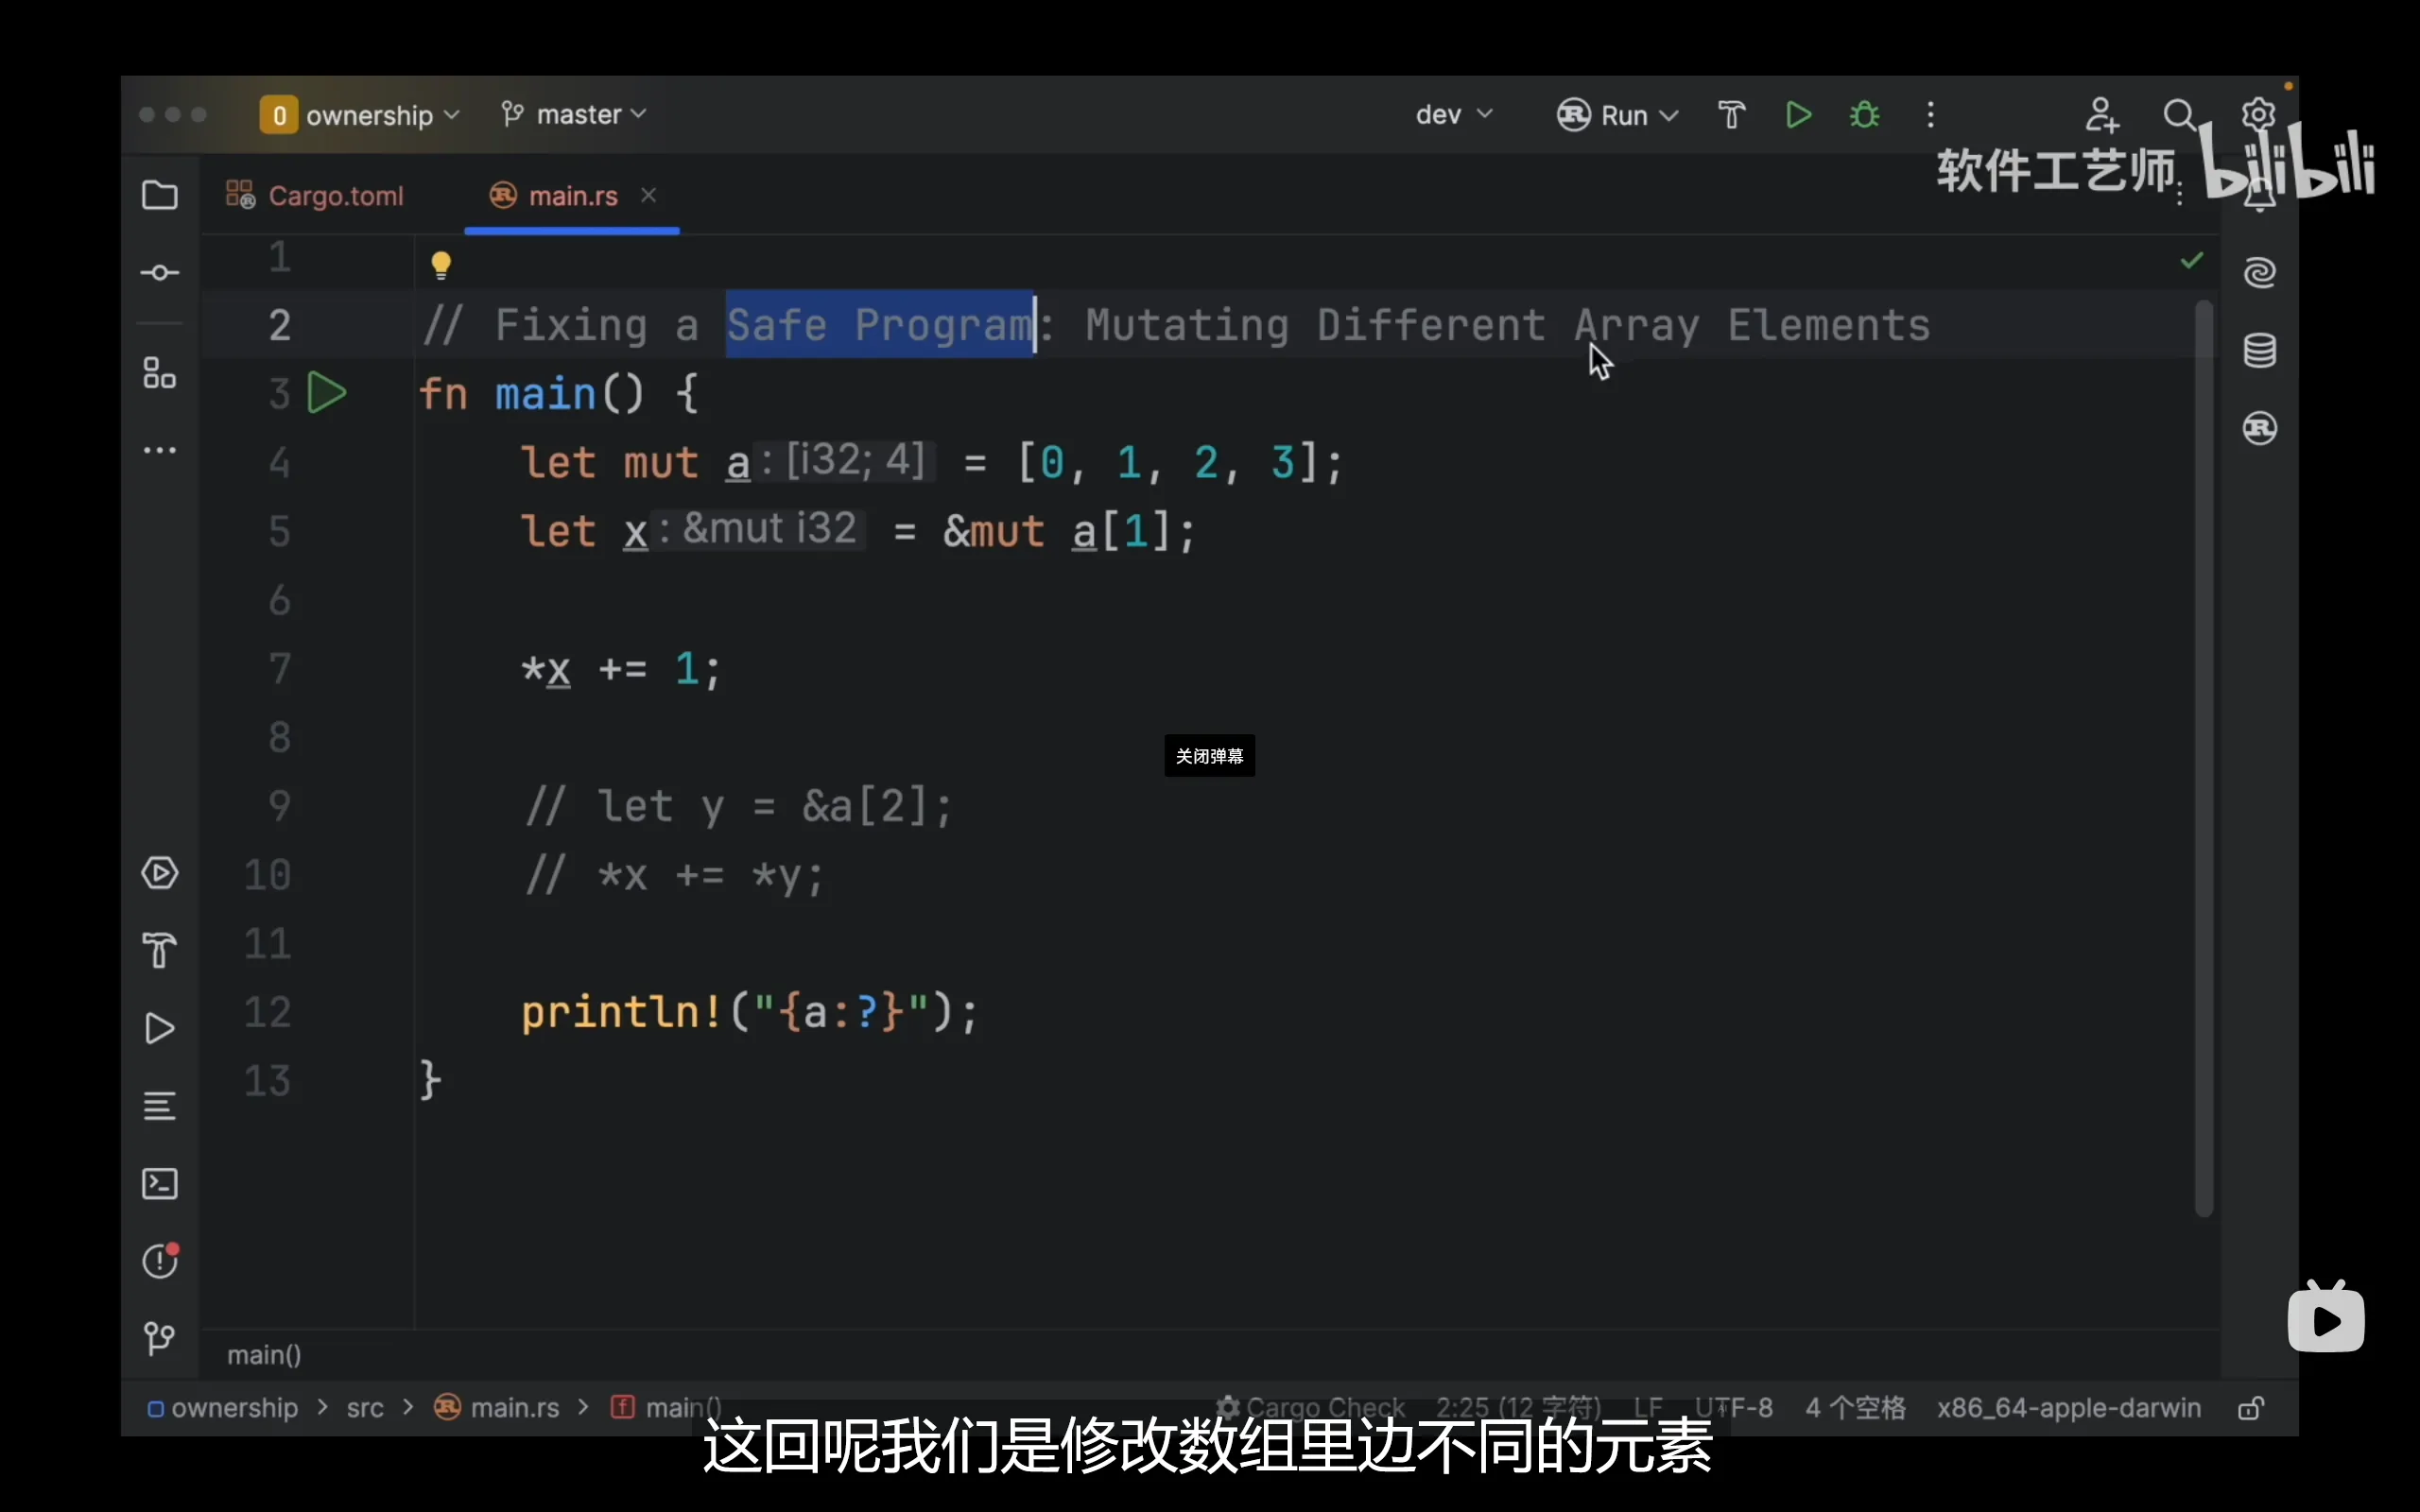 0 ownership master dev Run
软件工艺师 bilibili
Cargo.toml main.rs
1
2 // Fixing a Safe Program: Mutating Different Array Elements
3 fn main() {
4 let mut a: [i32; 4] = [0, 1, 2, 3];
5 let x: &mut i32 = &mut a[1];
6
7 *x += 1;
8
关闭弹幕
9 // let y = &a[2];
10 // *x += *y;
11
12 println!("{a:?}");
13 }
main()
ownership > src > main.rs > main() Cargo Check 2:25 (12 字符) LF UTF-8 4 个空格 x86_64-apple-darwin
这回呢我们是修改数组里边不同的元素